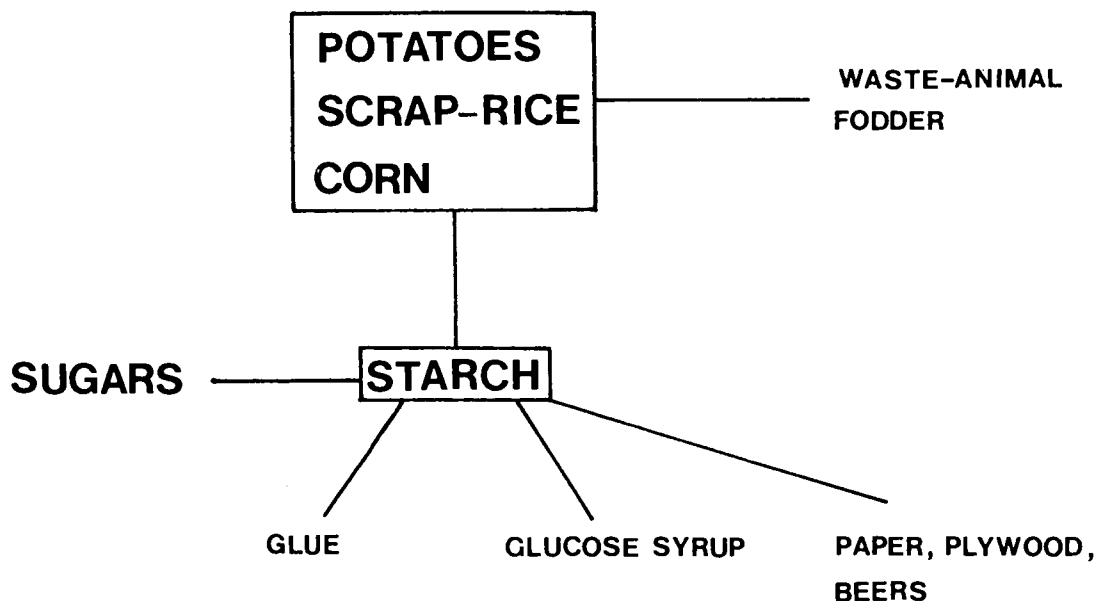 POTATOES
SCRAP-RICE
CORN
WASTE-ANIMAL
FODDER
SUGARS
STARCH
GLUE
GLUCOSE SYRUP
PAPER, PLYWOOD,
BEERS